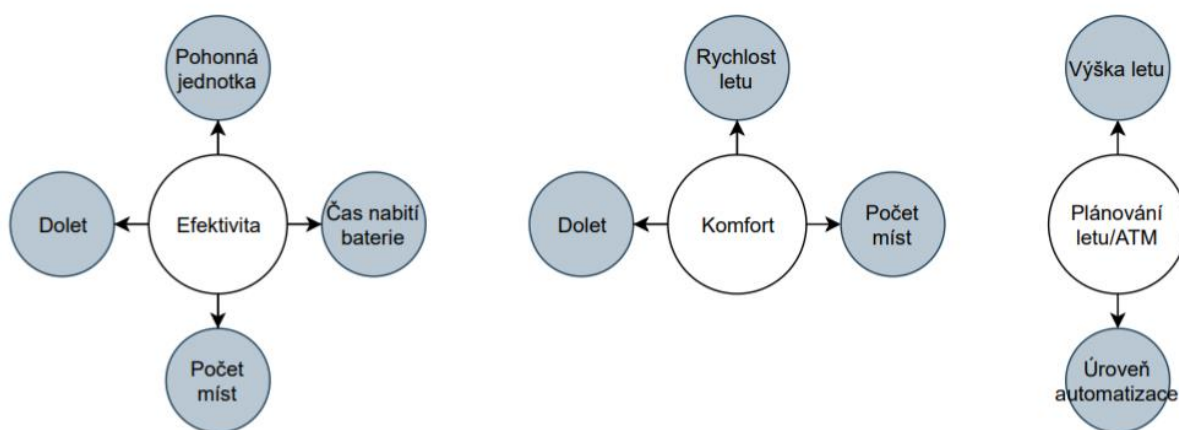 Pohonná
jednotka
Dolet
Efektivita
Čas nabití
baterie
Počet
míst
Rychlost
letu
Dolet
Komfort
Počet
míst
Výška letu
Plánování
letu/ATM
Úroveň
automatizace